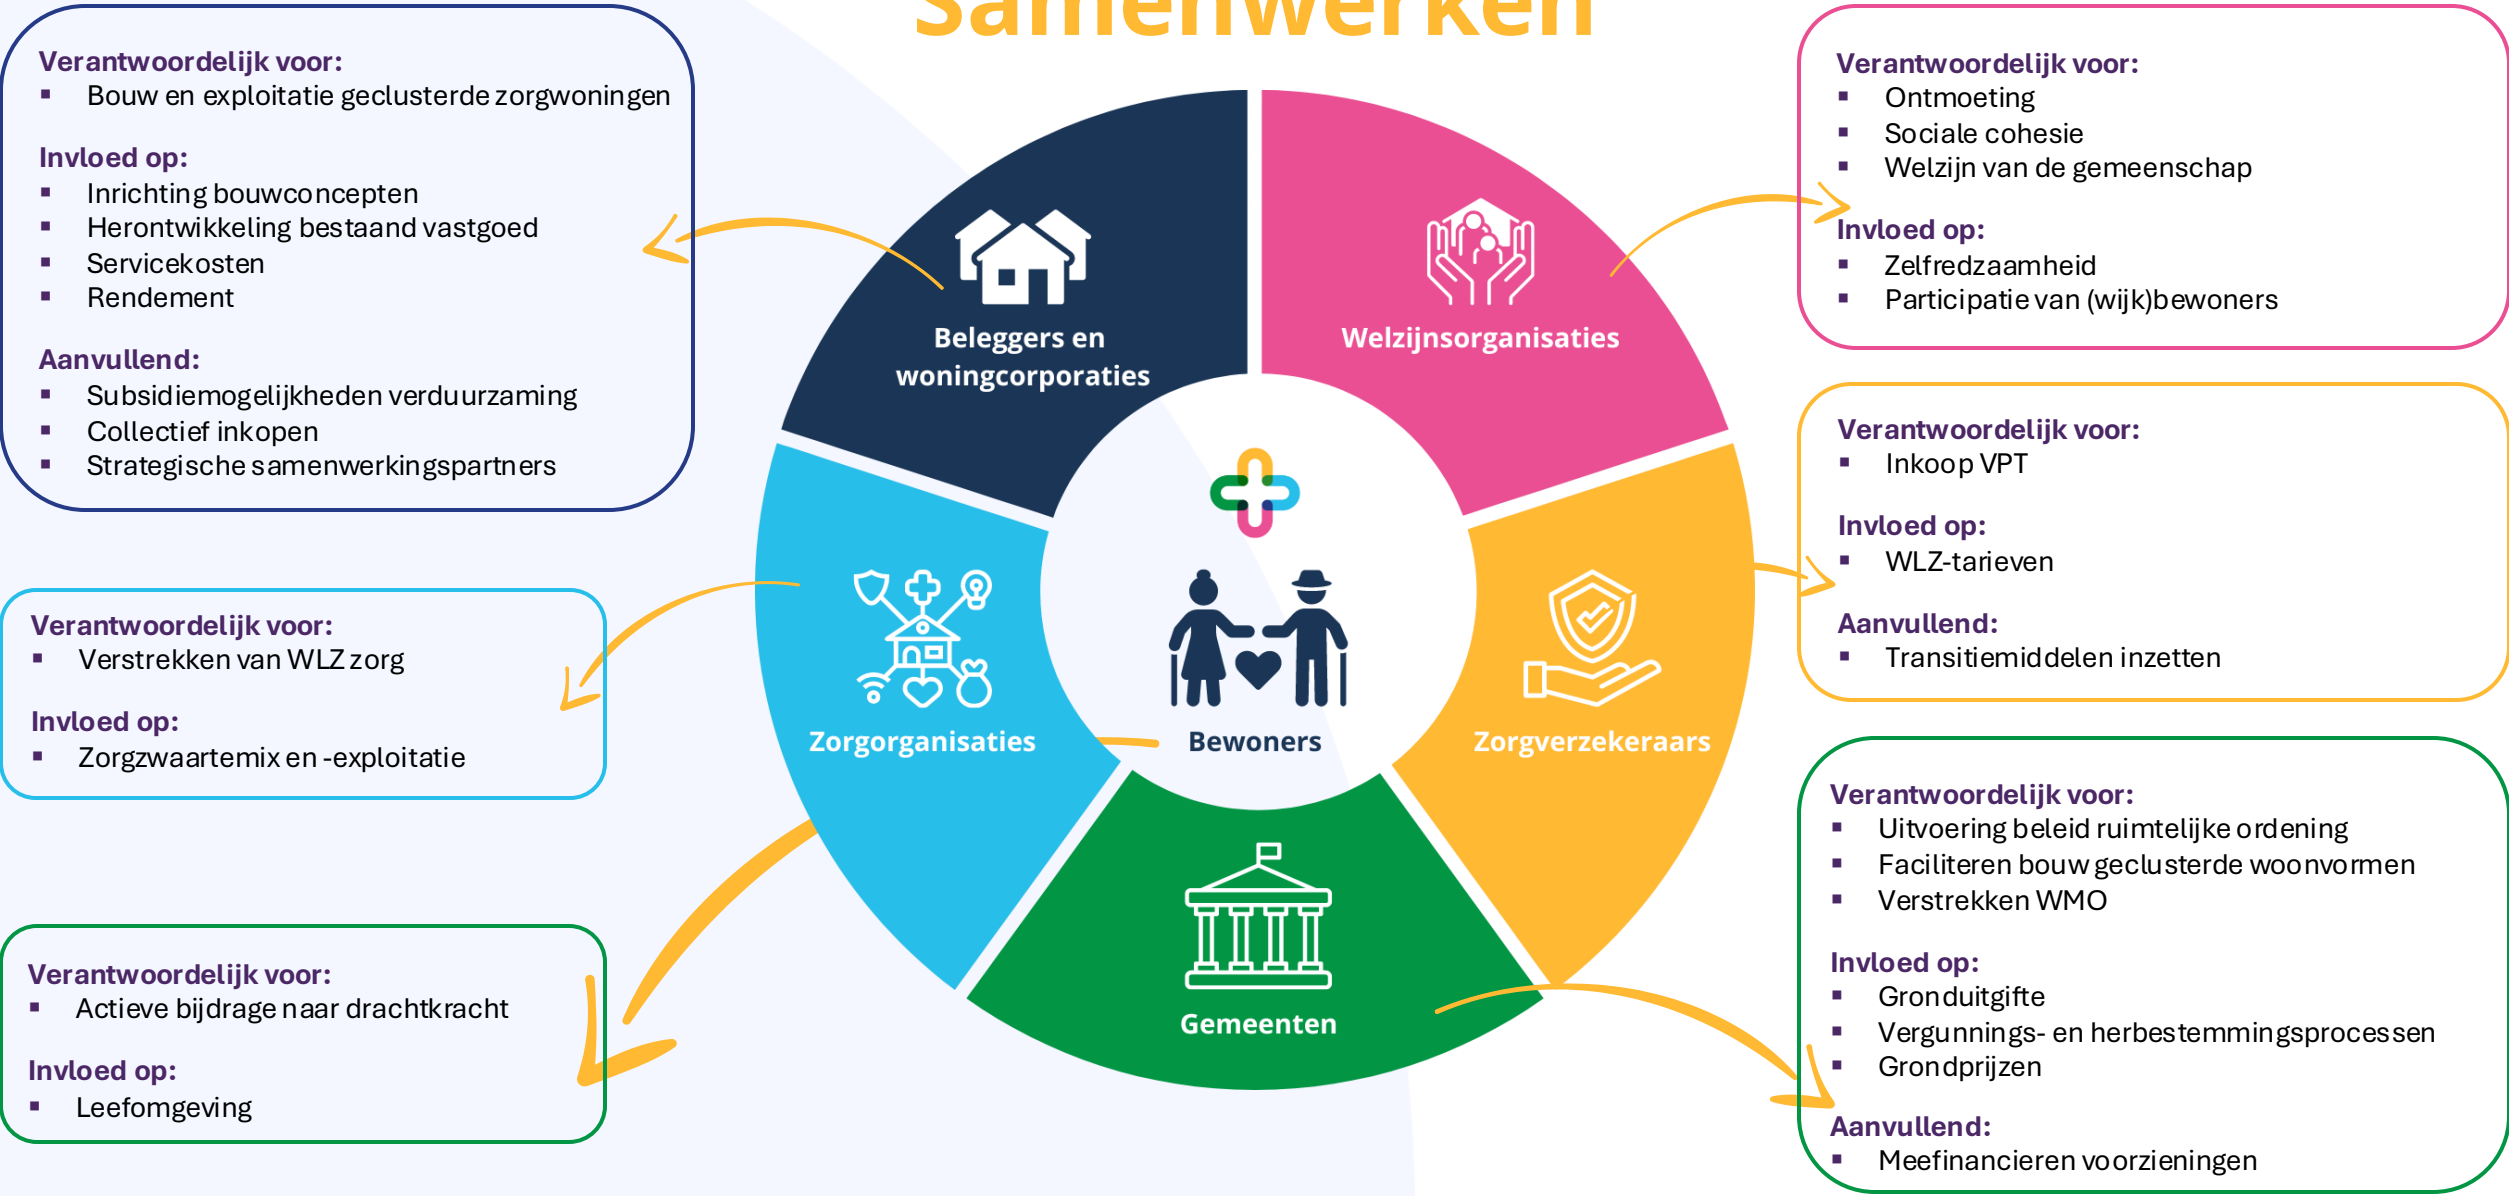 Samenwerken
Verantwoordelijk voor:
▪ Bouw en exploitatie geclusterde zorgwoningen
Invloed op:
▪ Inrichting bouwconcepten
▪ Herontwikkeling bestaand vastgoed
▪ Servicekosten
▪ Rendement
Aanvullend:
▪ Subsidiemogelijkheden verduurzaming
▪ Collectief inkopen
▪ Strategische samenwerkingspartners
Verantwoordelijk voor:
▪ Verstrekken van WLZ zorg
Invloed op:
▪ Zorgzwaartemix en -exploitatie
Verantwoordelijk voor:
▪ Actieve bijdrage naar drachtkracht
Invloed op:
▪ Leefomgeving
Beleggers en
woningcorporaties
Welzijnsorganisaties
Zorgorganisaties
Bewoners
Zorgverzekeraars
Gemeenten
Verantwoordelijk voor:
▪ Ontmoeting
▪ Sociale cohesie
▪ Welzijn van de gemeenschap
Invloed op:
▪ Zelfredzaamheid
▪ Participatie van (wijk)bewoners
Verantwoordelijk voor:
▪ Inkoop VPT
Invloed op:
▪ WLZ-tarieven
Aanvullend:
▪ Transitiemiddelen inzetten
Verantwoordelijk voor:
▪ Uitvoering beleid ruimtelijke ordening
▪ Faciliteren bouw geclusterde woonvormen
▪ Verstrekken WMO
Invloed op:
▪ Gronduitgifte
▪ Vergunnings- en herbestemmingsprocessen
▪ Grondprijzen
Aanvullend:
▪ Meefinancieren voorzieningen